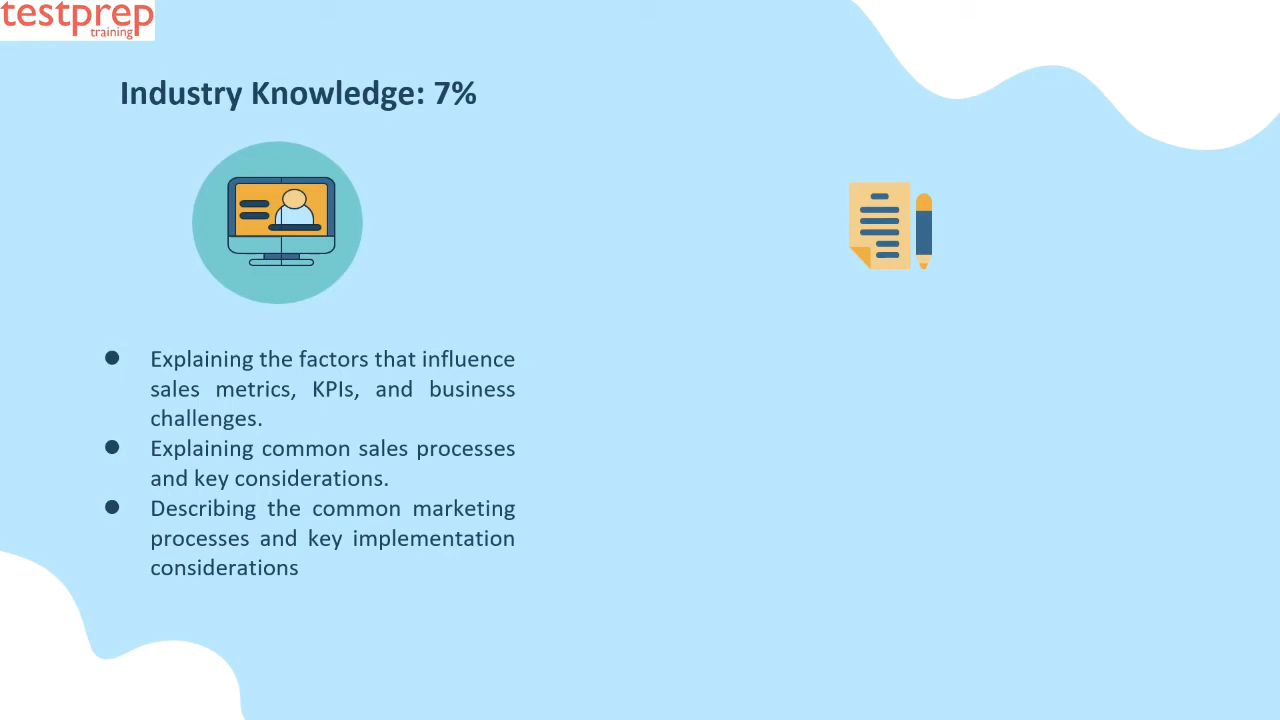 testprep
training
Industry Knowledge: 7%
● Explaining the factors that influence
sales metrics, KPIs, and business
challenges.
● Explaining common sales processes
and key considerations.
● Describing the common marketing
processes and key implementation
considerations